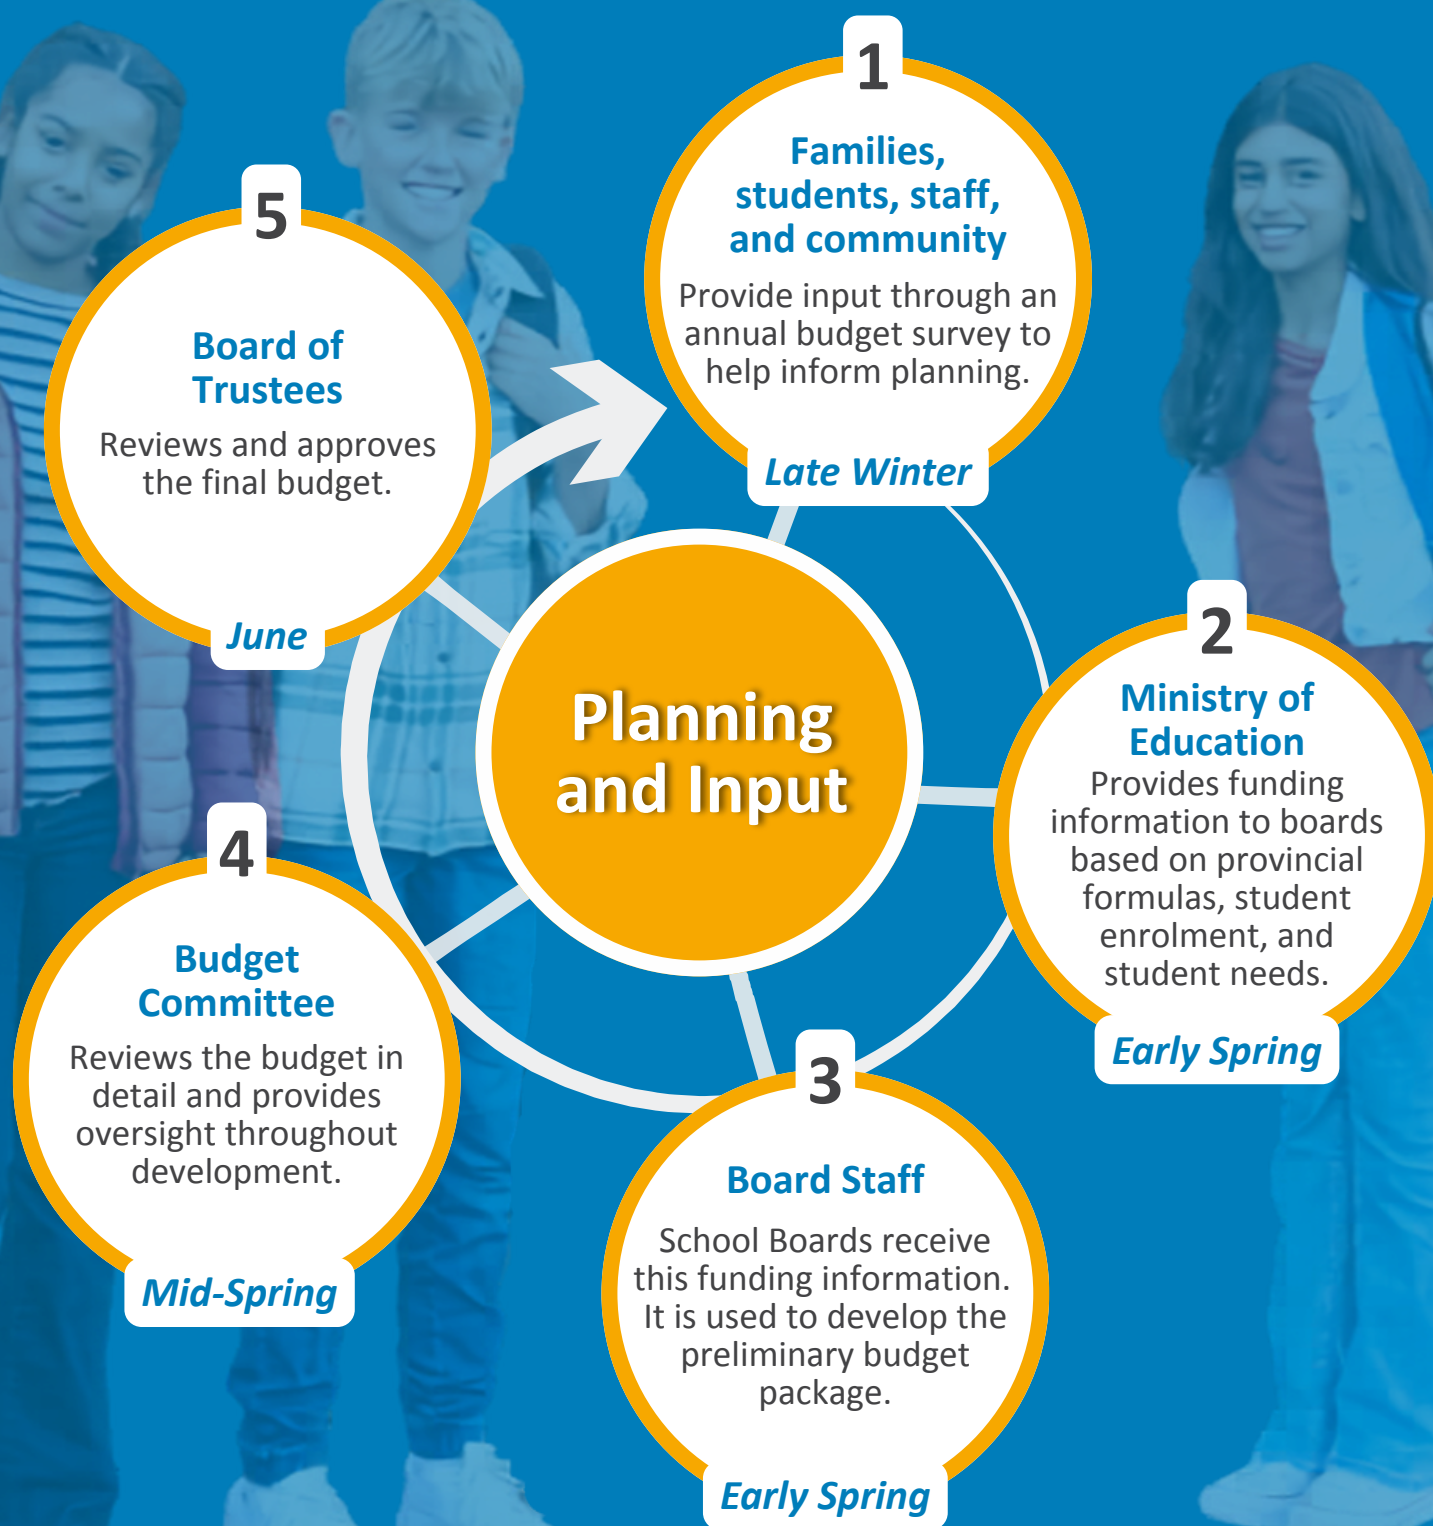 1
Families,
students, staff,
and community
Provide input through an
annual budget survey to
help inform planning.
Late Winter
2
Ministry of
Education
Provides funding
information to boards
based on provincial
formulas, student
enrolment, and
student needs.
Early Spring
3
Board Staff
School Boards receive
this funding information.
It is used to develop the
preliminary budget
package.
Early Spring
4
Budget
Committee
Reviews the budget in
detail and provides
oversight throughout
development.
Mid-Spring
5
Board of
Trustees
Reviews and approves
the final budget.
June
Planning
and Input